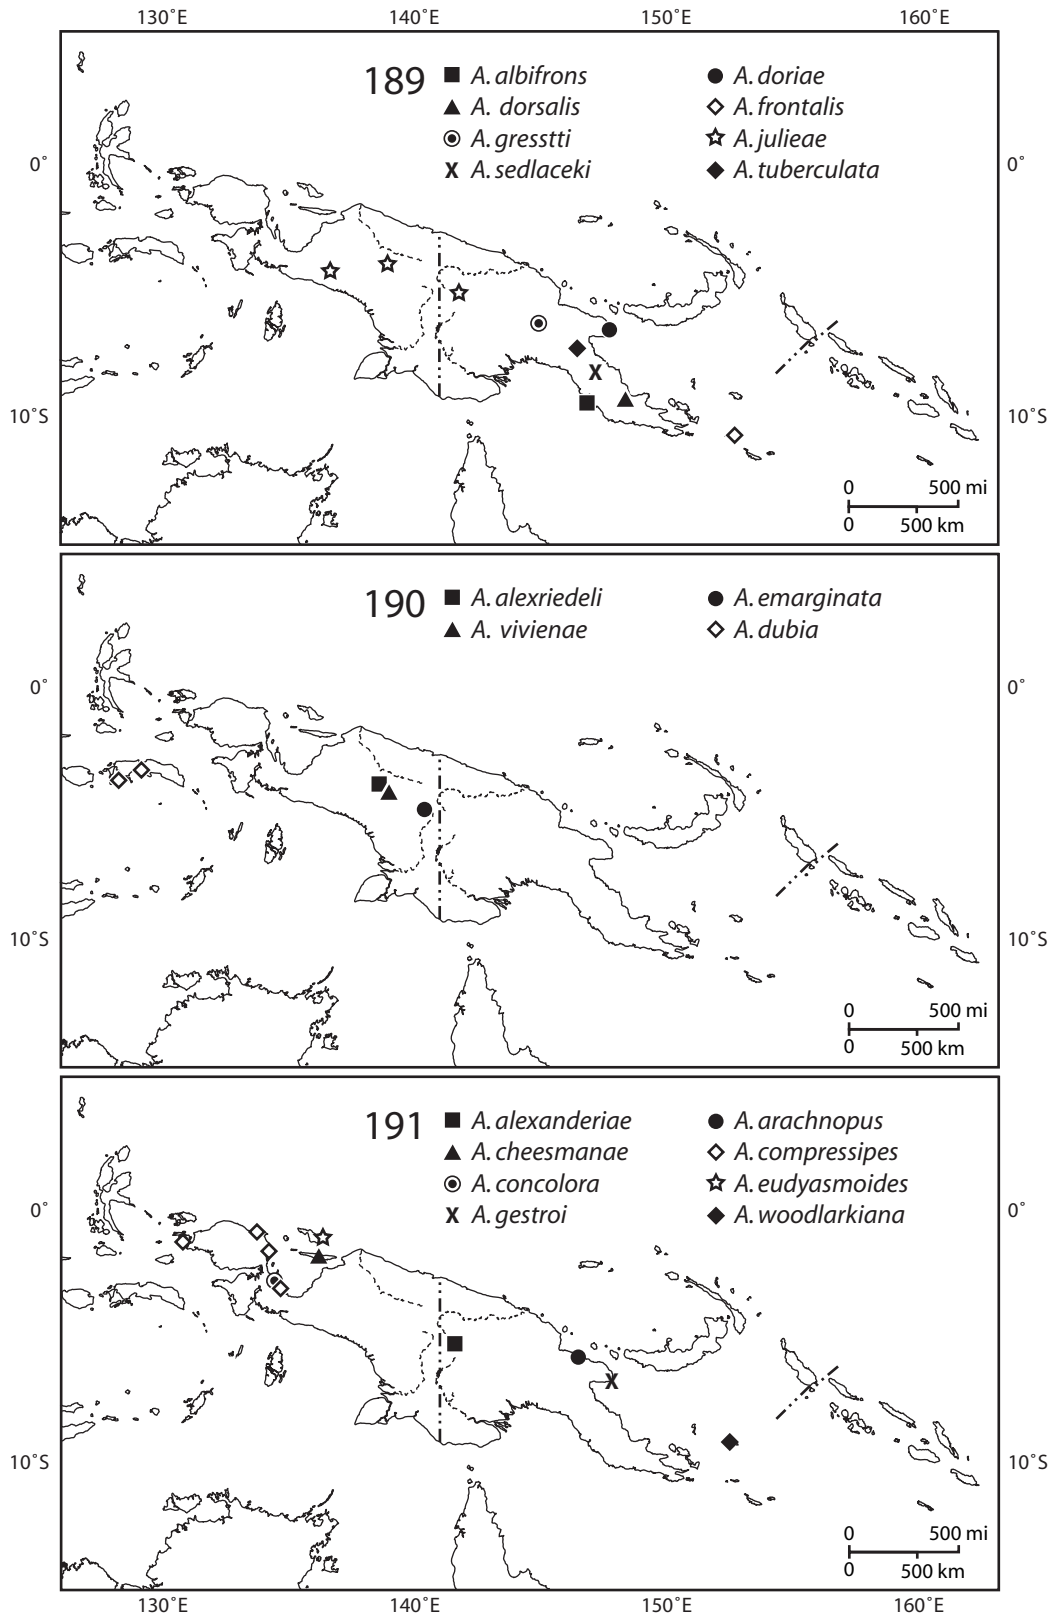 130˚E 140˚E 150˚E 160˚E
189
A. albifrons A. doriae
A. dorsalis A. frontalis
A. gresstti A. julieae
X A. sedlaceki A. tuberculata
0˚ 0˚
10˚S 10˚S
0 500 mi
0 500 km
190
A. alexriedeli A. emarginata
A. vivienae A. dubia
0˚ 0˚
10˚S 10˚S
0 500 mi
0 500 km
191
A. alexanderiae A. arachnopus
A. cheesmanae A. compressipes
A. concolora A. eudyasmoides
X A. gestroi A. woodlarkiana
0˚ 0˚
10˚S 10˚S
0 500 mi
0 500 km
130˚E 140˚E 150˚E 160˚E